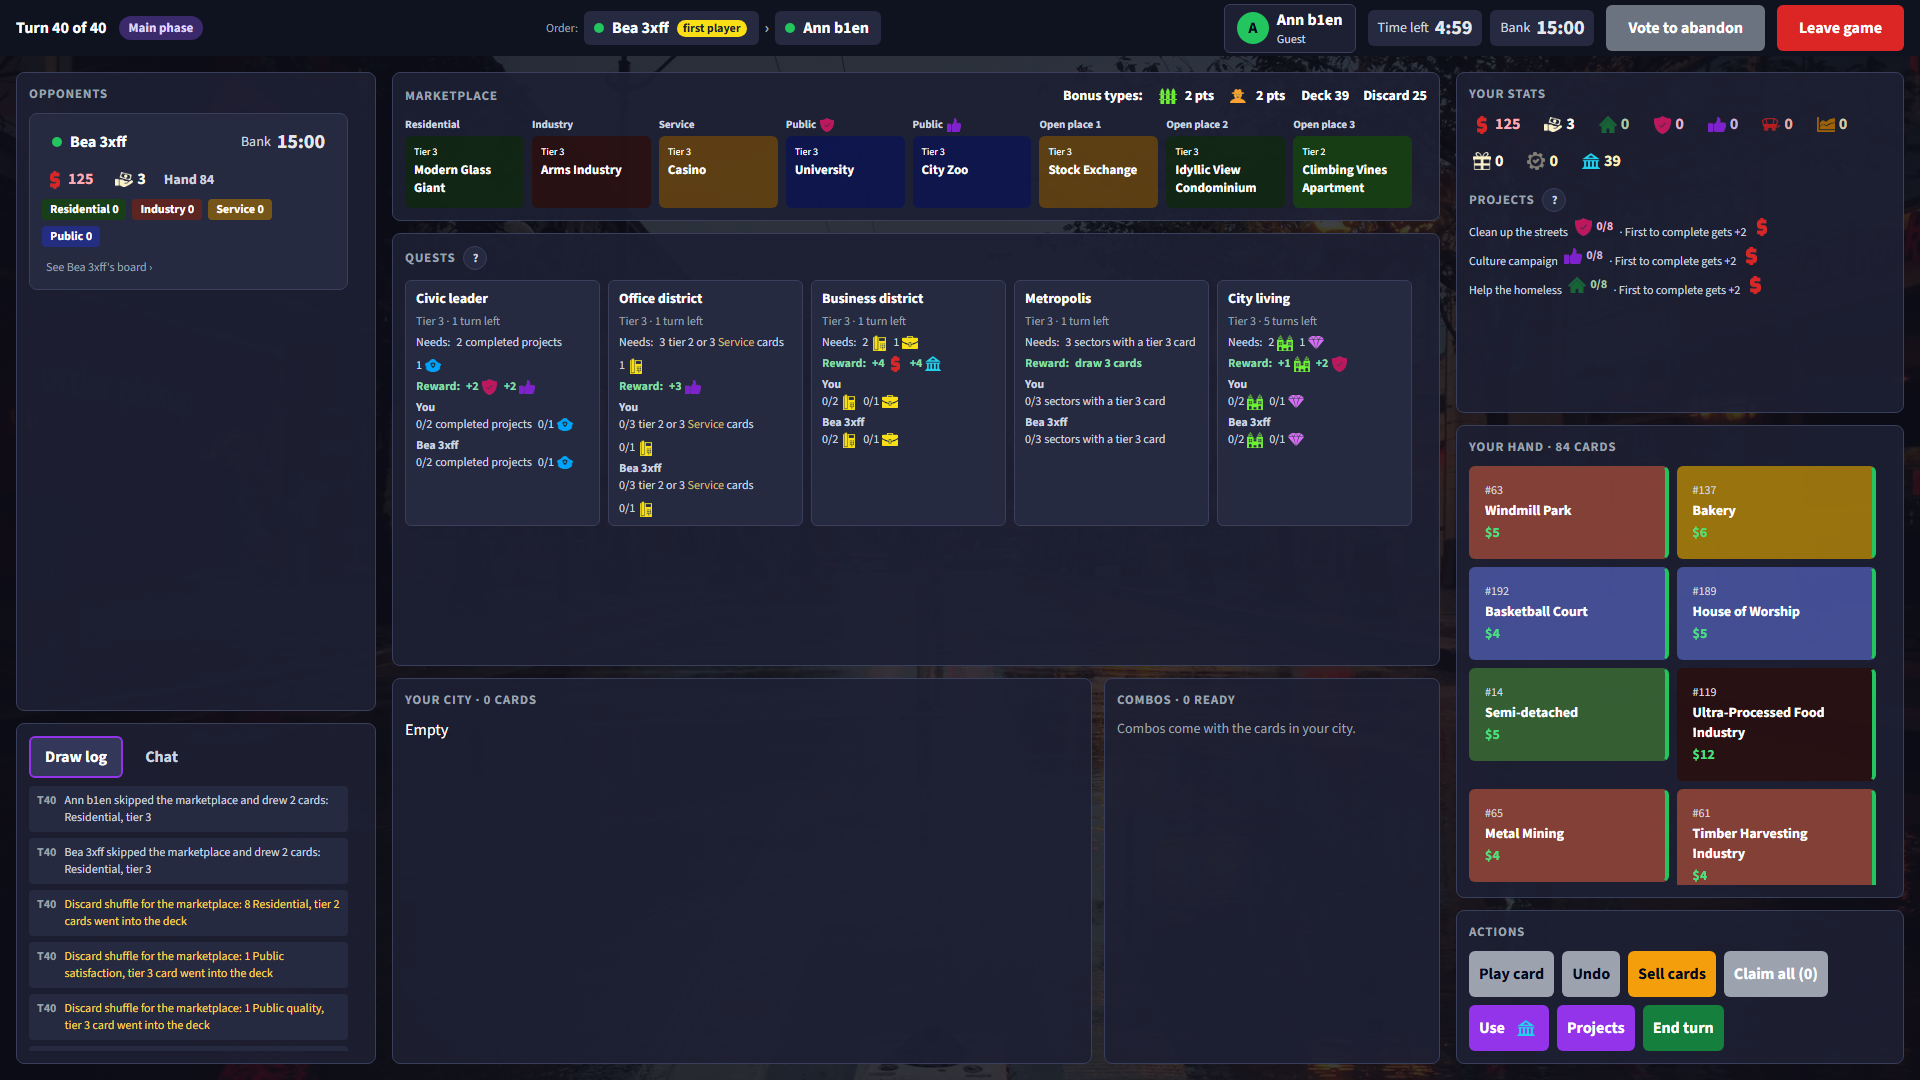 Turn 40 of 40 Main phase
Order: Bea 3xff first player › Ann b1en
A Ann b1en
Guest
Time left 4:59
Bank 15:00
Vote to abandon
Leave game
OPPONENTS
Bea 3xff Bank 15:00
125 3 Hand 84
Residential 0 Industry 0 Service 0
Public 0
See Bea 3xff's board ›
Draw log Chat
T40 Ann b1en skipped the marketplace and drew 2 cards:
Residential, tier 3
T40 Bea 3xff skipped the marketplace and drew 2 cards:
Residential, tier 3
T40 Discard shuffle for the marketplace: 8 Residential, tier 2
cards went into the deck
T40 Discard shuffle for the marketplace: 1 Public
satisfaction, tier 3 card went into the deck
T40 Discard shuffle for the marketplace: 1 Public quality,
tier 3 card went into the deck
MARKETPLACE
Bonus types: 2 pts 2 pts Deck 39 Discard 25
Residential
Tier 3
Modern Glass
Giant
Industry
Tier 3
Arms Industry
Service
Tier 3
Casino
Public
Tier 3
University
Public
Tier 3
City Zoo
Open place 1
Tier 3
Stock Exchange
Open place 2
Tier 3
Idyllic View
Condominium
Open place 3
Tier 2
Climbing Vines
Apartment
QUESTS ?
Civic leader
Tier 3 · 1 turn left
Needs: 2 completed projects
1
Reward: +2 +2
You
0/2 completed projects 0/1
Bea 3xff
0/2 completed projects 0/1
Office district
Tier 3 · 1 turn left
Needs: 3 tier 2 or 3 Service cards
1
Reward: +3
You
0/3 tier 2 or 3 Service cards
0/1
Bea 3xff
0/3 tier 2 or 3 Service cards
0/1
Business district
Tier 3 · 1 turn left
Needs: 2 1
Reward: +4 +4
You
0/2 0/1
Bea 3xff
0/2 0/1
Metropolis
Tier 3 · 1 turn left
Needs: 3 sectors with a tier 3 card
Reward: draw 3 cards
You
0/3 sectors with a tier 3 card
Bea 3xff
0/3 sectors with a tier 3 card
City living
Tier 3 · 5 turns left
Needs: 2 1
Reward: +1 +2
You
0/2 0/1
Bea 3xff
0/2 0/1
YOUR CITY · 0 CARDS
Empty
COMBOS · 0 READY
Combos come with the cards in your city.
YOUR STATS
125 3 0 0 0 0 0
0 0 39
PROJECTS ?
Clean up the streets 0/8 · First to complete gets +2
Culture campaign 0/8 · First to complete gets +2
Help the homeless 0/8 · First to complete gets +2
YOUR HAND · 84 CARDS
#63
Windmill Park
$5
#137
Bakery
$6
#192
Basketball Court
$4
#189
House of Worship
$5
#14
Semi-detached
$5
#119
Ultra-Processed Food
Industry
$12
#65
Metal Mining
$4
#61
Timber Harvesting
Industry
$4
ACTIONS
Play card Undo Sell cards Claim all (0)
Use Projects End turn